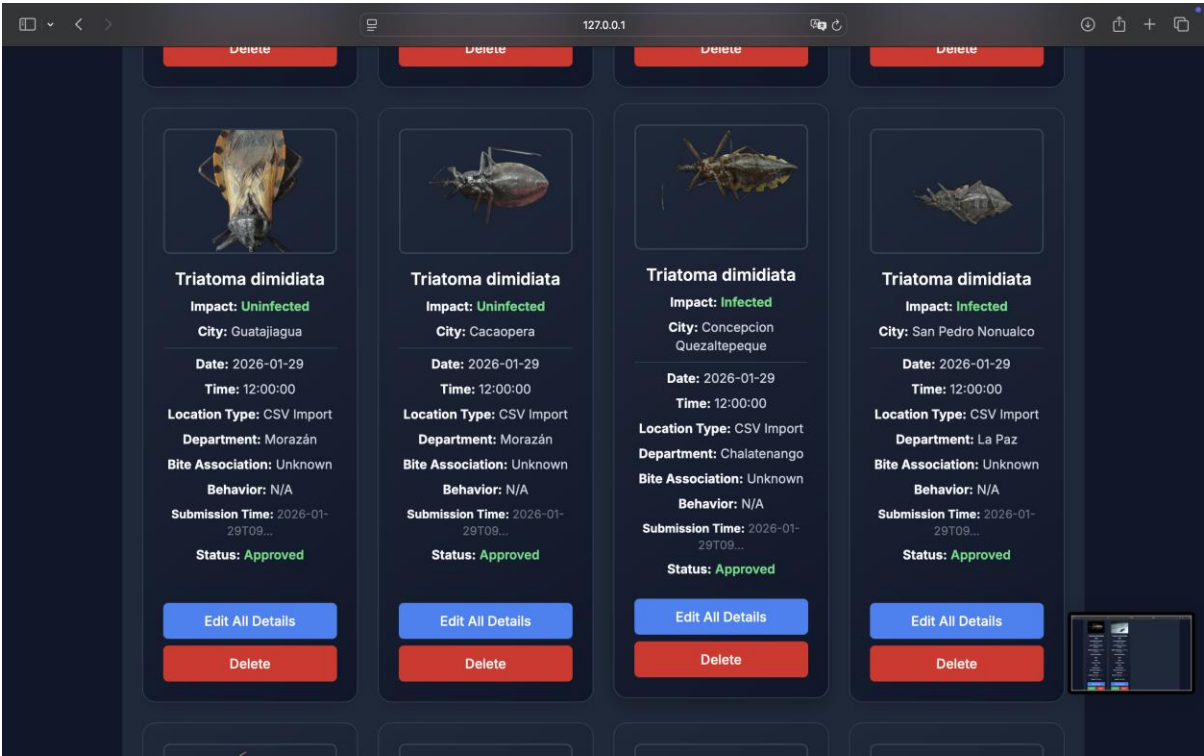 127.0.0.1
Delete
Delete
Delete
Delete
Triatoma dimidiata
Impact: Uninfected
City: Guatajiagua
Date: 2026-01-29
Time: 12:00:00
Location Type: CSV Import
Department: Morazán
Bite Association: Unknown
Behavior: N/A
Submission Time: 2026-01-
29T09...
Status: Approved
Edit All Details
Delete
Triatoma dimidiata
Impact: Uninfected
City: Cacaopera
Date: 2026-01-29
Time: 12:00:00
Location Type: CSV Import
Department: Morazán
Bite Association: Unknown
Behavior: N/A
Submission Time: 2026-01-
29T09...
Status: Approved
Edit All Details
Delete
Triatoma dimidiata
Impact: Infected
City: Concepcion
Quezaltepeque
Date: 2026-01-29
Time: 12:00:00
Location Type: CSV Import
Department: Chalatenango
Bite Association: Unknown
Behavior: N/A
Submission Time: 2026-01-
29T09...
Status: Approved
Edit All Details
Delete
Triatoma dimidiata
Impact: Infected
City: San Pedro Nonualco
Date: 2026-01-29
Time: 12:00:00
Location Type: CSV Import
Department: La Paz
Bite Association: Unknown
Behavior: N/A
Submission Time: 2026-01-
29T09...
Status: Approved
Edit All Details
Delete